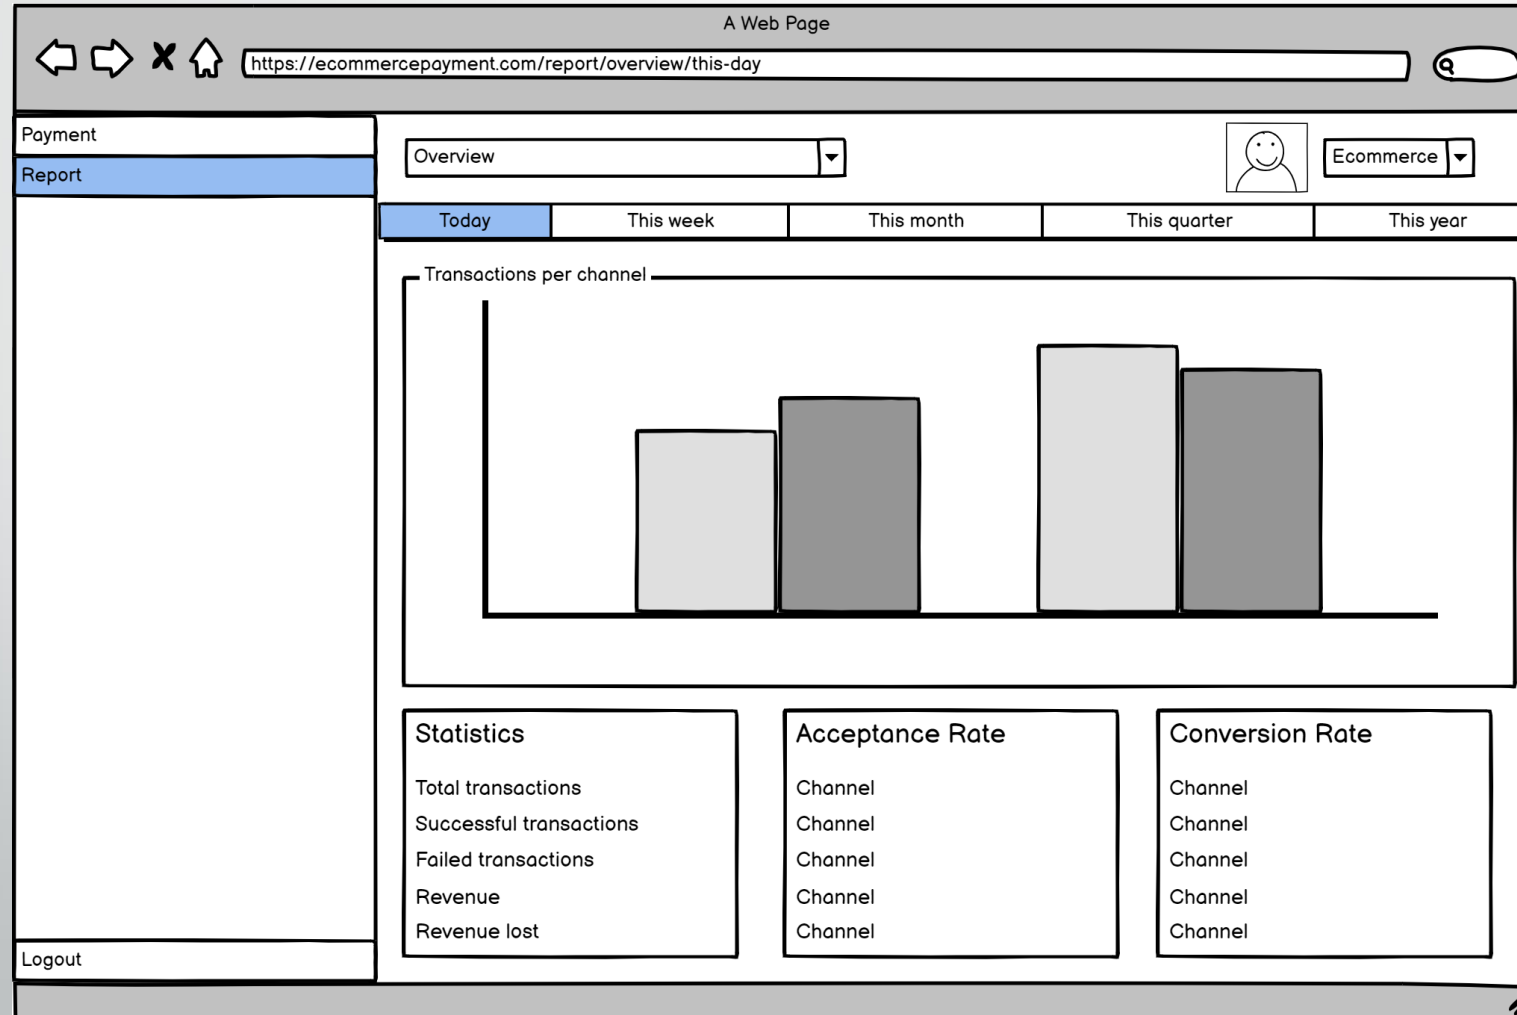 A Web Page
https://ecommercepayment.com/report/overview/this-day
Payment
Report
Logout
Overview
Ecommerce
Today
This week
This month
This quarter
This year
Transactions per channel
Statistics
Total transactions
Successful transactions
Failed transactions
Revenue
Revenue lost
Acceptance Rate
Channel
Channel
Channel
Channel
Channel
Conversion Rate
Channel
Channel
Channel
Channel
Channel